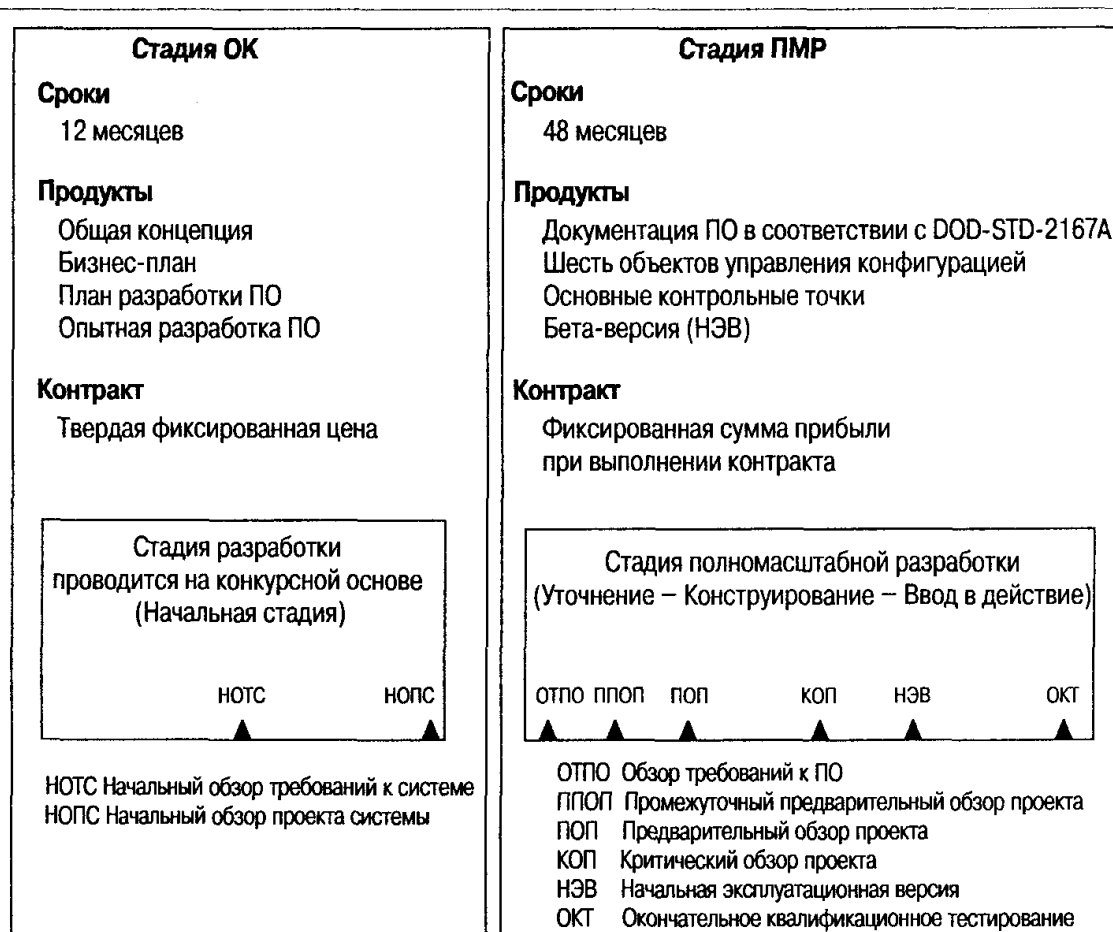 Стадия ОК
Сроки
12 месяцев
Продукты
Общая концепция
Бизнес-план
План разработки ПО
Опытная разработка ПО
Контракт
Твердая фиксированная цена
Стадия разработки
проводится на конкурсной основе
(Начальная стадия)
НОТС НОПС
НОТС Начальный обзор требований к системе
НОПС Начальный обзор проекта системы
Стадия ПМР
Сроки
48 месяцев
Продукты
Документация ПО в соответствии с DOD-STD-2167A
Шесть объектов управления конфигурацией
Основные контрольные точки
Бета-версия (НЭВ)
Контракт
Фиксированная сумма прибыли
при выполнении контракта
Стадия полномасштабной разработки
(Уточнение – Конструирование – Ввод в действие)
ОТПО ППОП ПОП КОП НЭВ ОКТ
ОТПО Обзор требований к ПО
ППОП Промежуточный предварительный обзор проекта
ПОП Предварительный обзор проекта
КОП Критический обзор проекта
НЭВ Начальная эксплуатационная версия
ОКТ Окончательное квалификационное тестирование